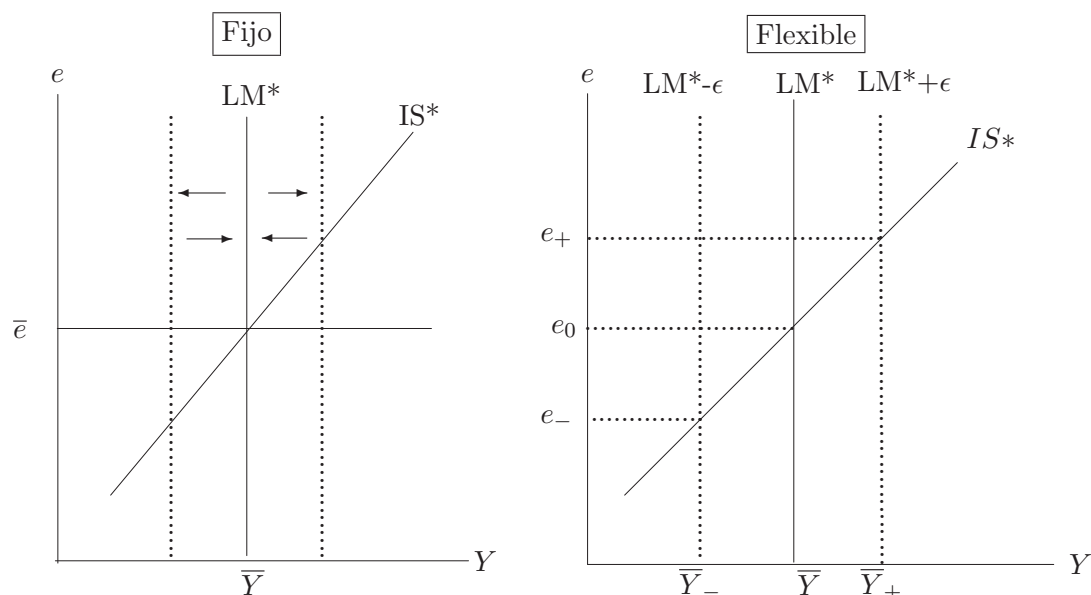 Fijo
e
LM*
IS*
e̅
Y̅
Y
Flexible
e
LM*-ϵ
LM*
LM*+ϵ
IS*
e₊
e₀
e₋
Y̅₋
Y̅
Y̅₊
Y